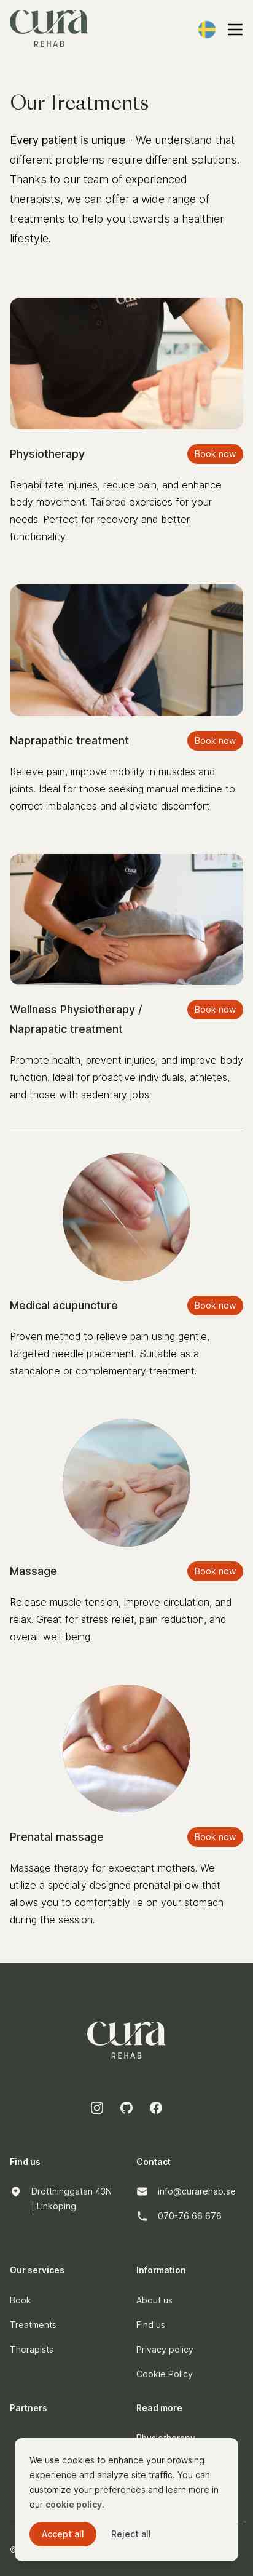 cura
REHAB
Our Treatments
Every patient is unique - We understand that
different problems require different solutions.
Thanks to our team of experienced
therapists, we can offer a wide range of
treatments to help you towards a healthier
lifestyle.
Physiotherapy
Book now
Rehabilitate injuries, reduce pain, and enhance
body movement. Tailored exercises for your
needs. Perfect for recovery and better
functionality.
Naprapathic treatment
Book now
Relieve pain, improve mobility in muscles and
joints. Ideal for those seeking manual medicine to
correct imbalances and alleviate discomfort.
Wellness Physiotherapy /
Naprapatic treatment
Book now
Promote health, prevent injuries, and improve body
function. Ideal for proactive individuals, athletes,
and those with sedentary jobs.
Medical acupuncture
Book now
Proven method to relieve pain using gentle,
targeted needle placement. Suitable as a
standalone or complementary treatment.
Massage
Book now
Release muscle tension, improve circulation, and
relax. Great for stress relief, pain reduction, and
overall well-being.
Prenatal massage
Book now
Massage therapy for expectant mothers. We
utilize a specially designed prenatal pillow that
allows you to comfortably lie on your stomach
during the session.
cura
REHAB
Find us
Drottninggatan 43N
| Linköping
Contact
info@curarehab.se
070-76 66 676
Our services
Book
Treatments
Therapists
Information
About us
Find us
Privacy policy
Cookie Policy
Partners
Read more
Physiotherapy
We use cookies to enhance your browsing
experience and analyze site traffic. You can
customize your preferences and learn more in
our cookie policy.
Accept all
Reject all